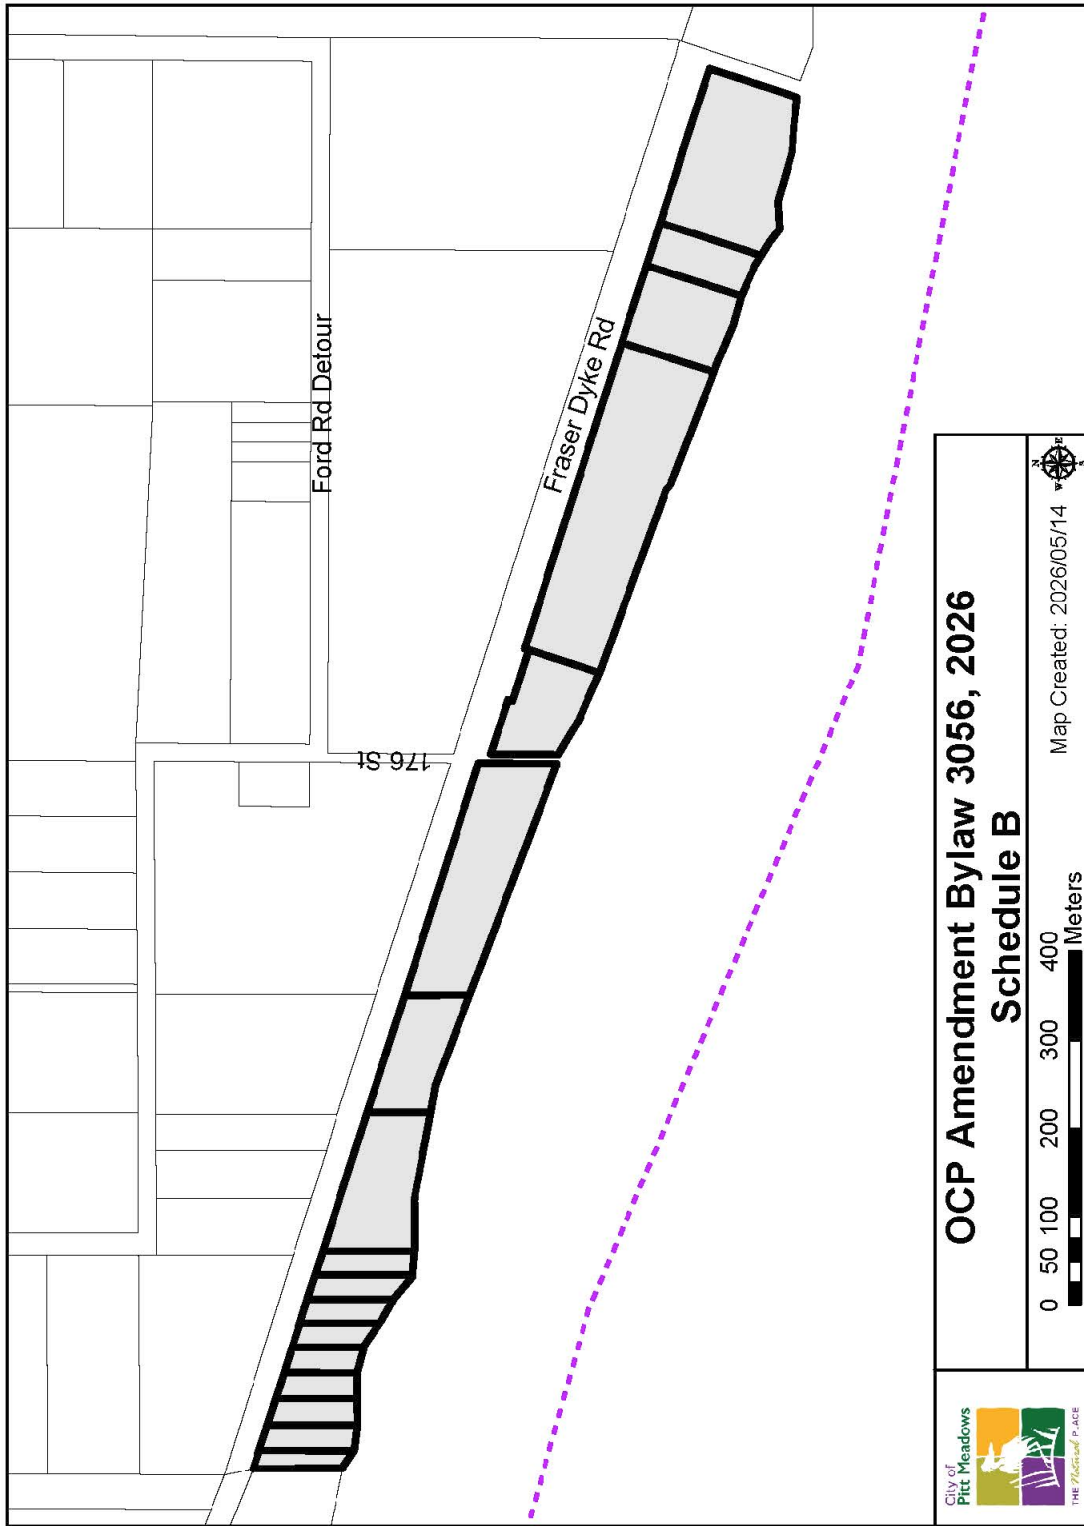 Ford Rd Detour
Fraser Dyke Rd
176 St
OCP Amendment Bylaw 3056, 2026
Schedule B
Map Created: 2026/05/14
N
W
E
S
0 50 100 200 300 400
Meters
City of
Pitt Meadows
THE Natural PLACE